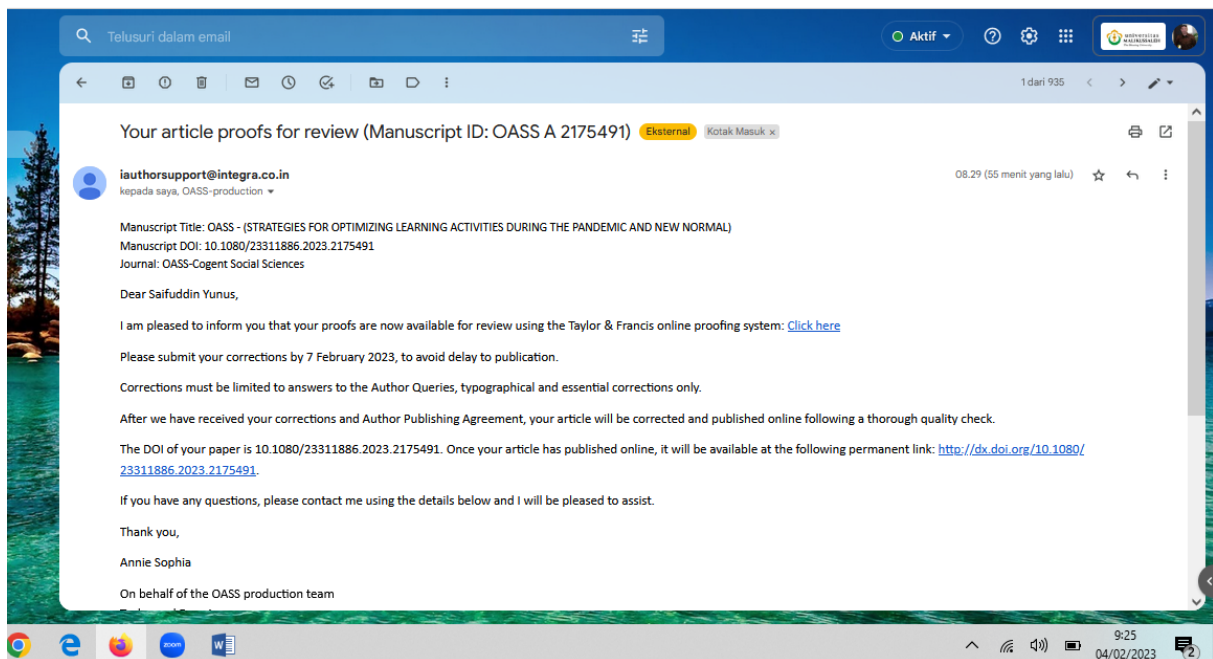 Telusuri dalam email
Aktif
universitas
MALIKUSSALEH
1 dari 935
Your article proofs for review (Manuscript ID: OASS A 2175491) Eksternal Kotak Masuk x
iauthorsupport@integra.co.in
08.29 (55 menit yang lalu)
kepada saya, OASS-production
Manuscript Title: OASS - (STRATEGIES FOR OPTIMIZING LEARNING ACTIVITIES DURING THE PANDEMIC AND NEW NORMAL)
Manuscript DOI: 10.1080/23311886.2023.2175491
Journal: OASS-Cogent Social Sciences
Dear Saifuddin Yunus,
I am pleased to inform you that your proofs are now available for review using the Taylor & Francis online proofing system: Click here
Please submit your corrections by 7 February 2023, to avoid delay to publication.
Corrections must be limited to answers to the Author Queries, typographical and essential corrections only.
After we have received your corrections and Author Publishing Agreement, your article will be corrected and published online following a thorough quality check.
The DOI of your paper is 10.1080/23311886.2023.2175491. Once your article has published online, it will be available at the following permanent link: http://dx.doi.org/10.1080/
23311886.2023.2175491.
If you have any questions, please contact me using the details below and I will be pleased to assist.
Thank you,
Annie Sophia
On behalf of the OASS production team
zoom
W
9:25
04/02/2023
2